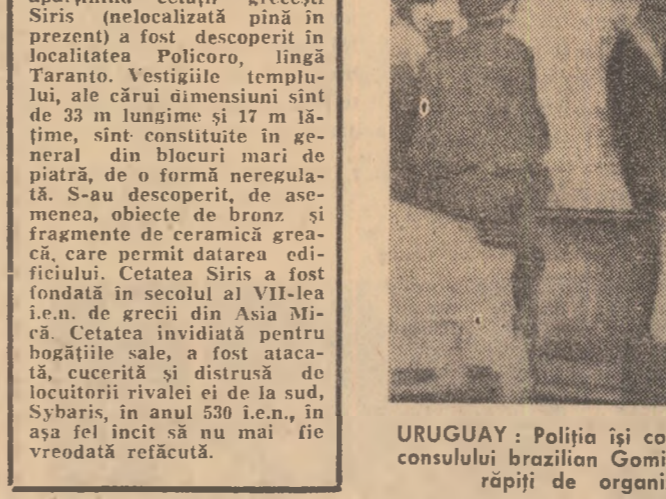 Siris (nelocalizată pînă în
prezent) a fost descoperit în
localitatea Policoro, lîngă
Taranto. Vestigiile templu-
lui, ale cărui dimensiuni sînt
de 33 m lungime și 17 m lă-
țime, sînt constituite în ge-
neral din blocuri mari de
piatră, de o formă neregula-
tă. S-au descoperit, de ase-
menea, obiecte de bronz și
fragmente de ceramică grea-
că, care permit datarea edi-
ficiului. Cetatea Siris a fost
fondată în secolul al VII-lea
i.e.n. de grecii din Asia Mi-
că. Cetatea invidiată pentru
bogățiile sale, a fost ataca-
tă, cucerită și distrusă de
locuitorii rivalei ei de la sud,
Sybaris, în anul 530 i.e.n., în
așa fel încît să nu mai fie
vreodată refăcută.
URUGUAY : Poliția își co
consulului brazilian Gomi
răpiți de organi